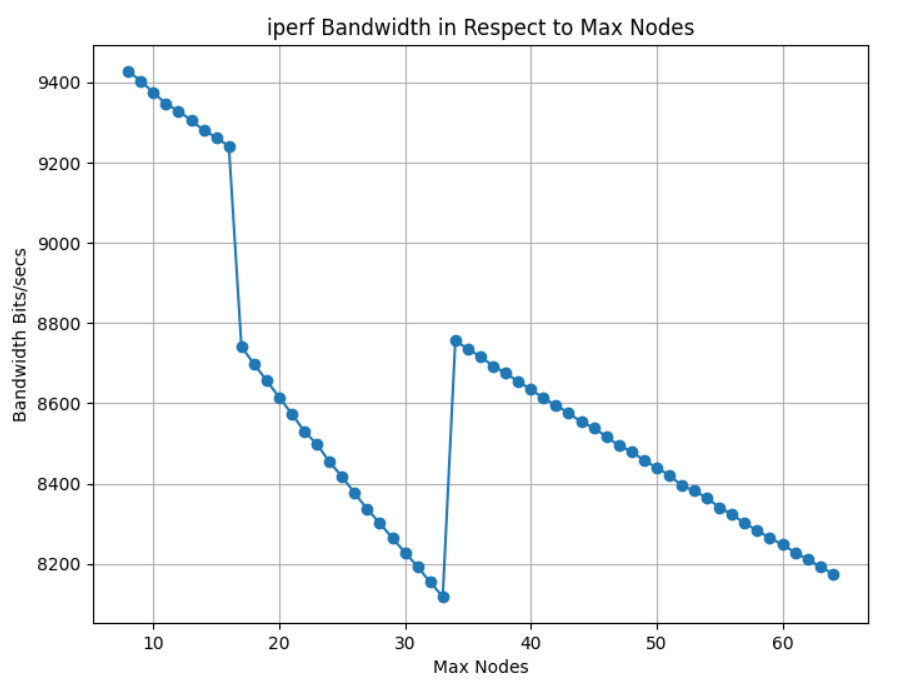 iperf Bandwidth in Respect to Max Nodes
9400
9200
9000
8800
8600
8400
8200
Bandwidth Bits/secs
10 20 30 40 50 60
Max Nodes